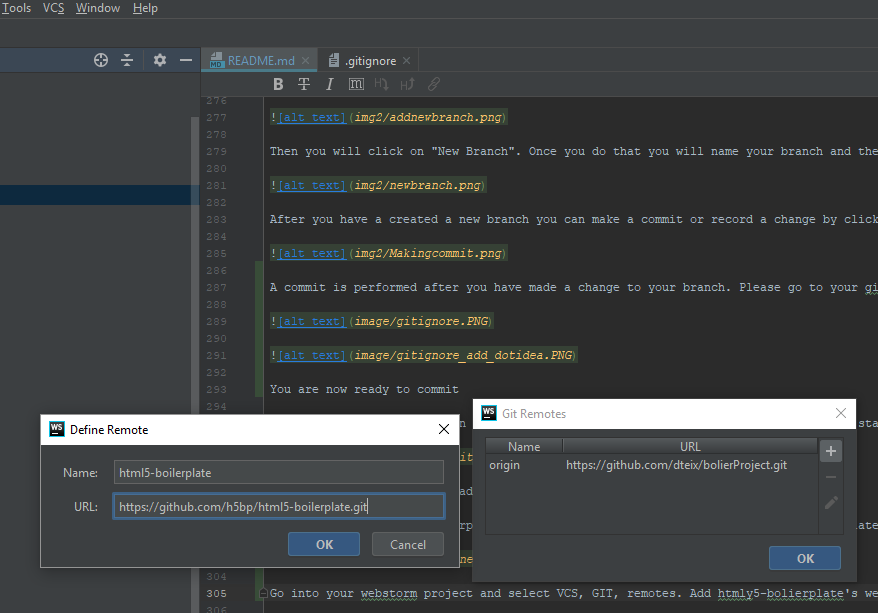 Tools VCS Window Help
README.md .gitignore
B T I m H H
276
277 ![alt text](img2/addnewbranch.png)
278
279 Then you will click on "New Branch". Once you do that you will name your branch and the
280
281 ![alt text](img2/newbranch.png)
282
283 After you have a created a new branch you can make a commit or record a change by click
284
285 ![alt text](img2/Makingcommit.png)
286
287 A commit is performed after you have made a change to your branch. Please go to your gi
288
289 ![alt text](image/gitignore.PNG)
290
291 ![alt text](image/gitignore_add_dotidea.PNG)
292
293 You are now ready to commit
294
WS Define Remote
Name: html5-boilerplate
URL: https://github.com/h5bp/html5-boilerplate.git
OK Cancel
WS Git Remotes
Name URL
origin https://github.com/dteix/bolierProject.git
OK
304
305 Go into your webstorm project and select VCS, GIT, remotes. Add htmly5-bolierplate's we
306